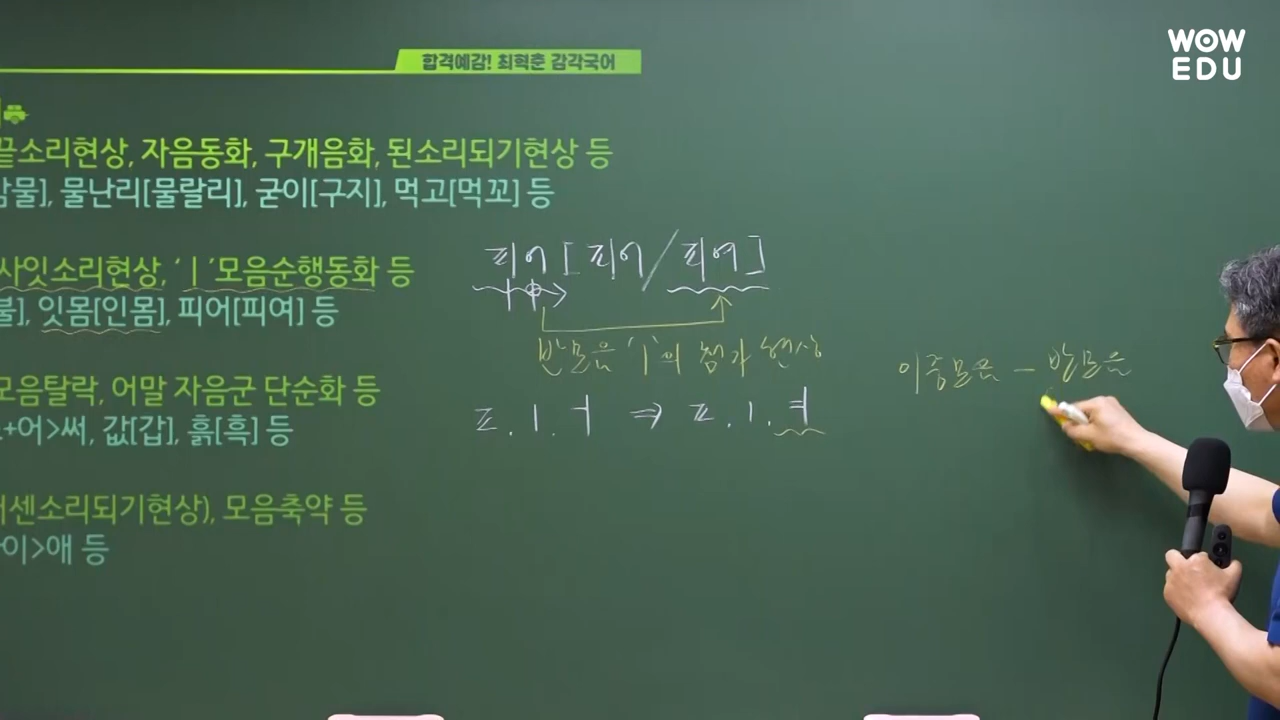 WOW
EDU
합격예감! 최혁춘 감각국어
끝소리현상, 자음동화, 구개음화, 된소리되기현상 등
물], 물난리[물랄리], 굳이[구지], 먹고[먹꼬] 등
사잇소리현상, 'ㅣ'모음순행동화 등
], 잇몸[인몸], 피어[피여] 등
모음탈락, 어말 자음군 단순화 등
+어>써, 값[갑], 흙[흑] 등
센소리되기현상), 모음축약 등
이>애 등
피어 [피어/피여]
반모음 'ㅣ'의 첨가 현상
ㅍ.ㅣ.ㅓ ⇒ ㅍ.ㅣ.ㅕ
이중모음 - 반모음